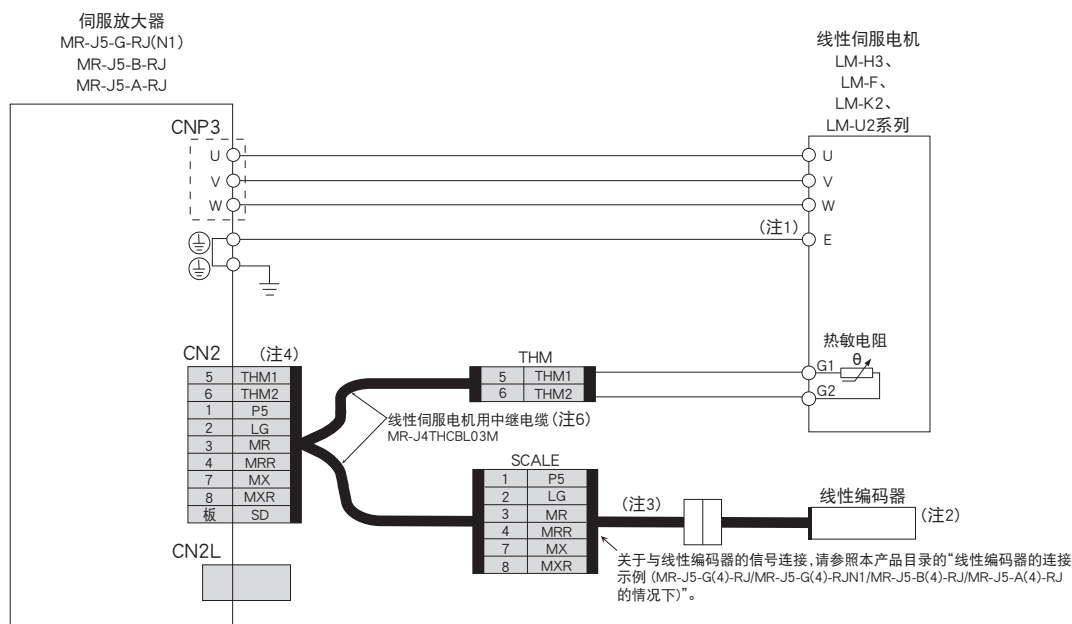 伺服放大器
MR-J5-G-RJ(N1)
MR-J5-B-RJ
MR-J5-A-RJ
线性伺服电机
LM-H3、
LM-F、
LM-K2、
LM-U2系列
CNP3
U
V
W
U
V
W
(注1)
E
CN2
(注4)
5 THM1
6 THM2
1 P5
2 LG
3 MR
4 MRR
7 MX
8 MXR
板 SD
CN2L
THM
5 THM1
6 THM2
热敏电阻
θ
G1
G2
线性伺服电机用中继电缆(注6)
MR-J4THCBL03M
SCALE
1 P5
2 LG
3 MR
4 MRR
7 MX
8 MXR
(注3)
线性编码器
(注2)
关于与线性编码器的信号连接,请参照本产品目录的“线性编码器的连接
示例 (MR-J5-G(4)-RJ/MR-J5-G(4)-RJN1/MR-J5-B(4)-RJ/MR-J5-A(4)-RJ
的情况下)”。